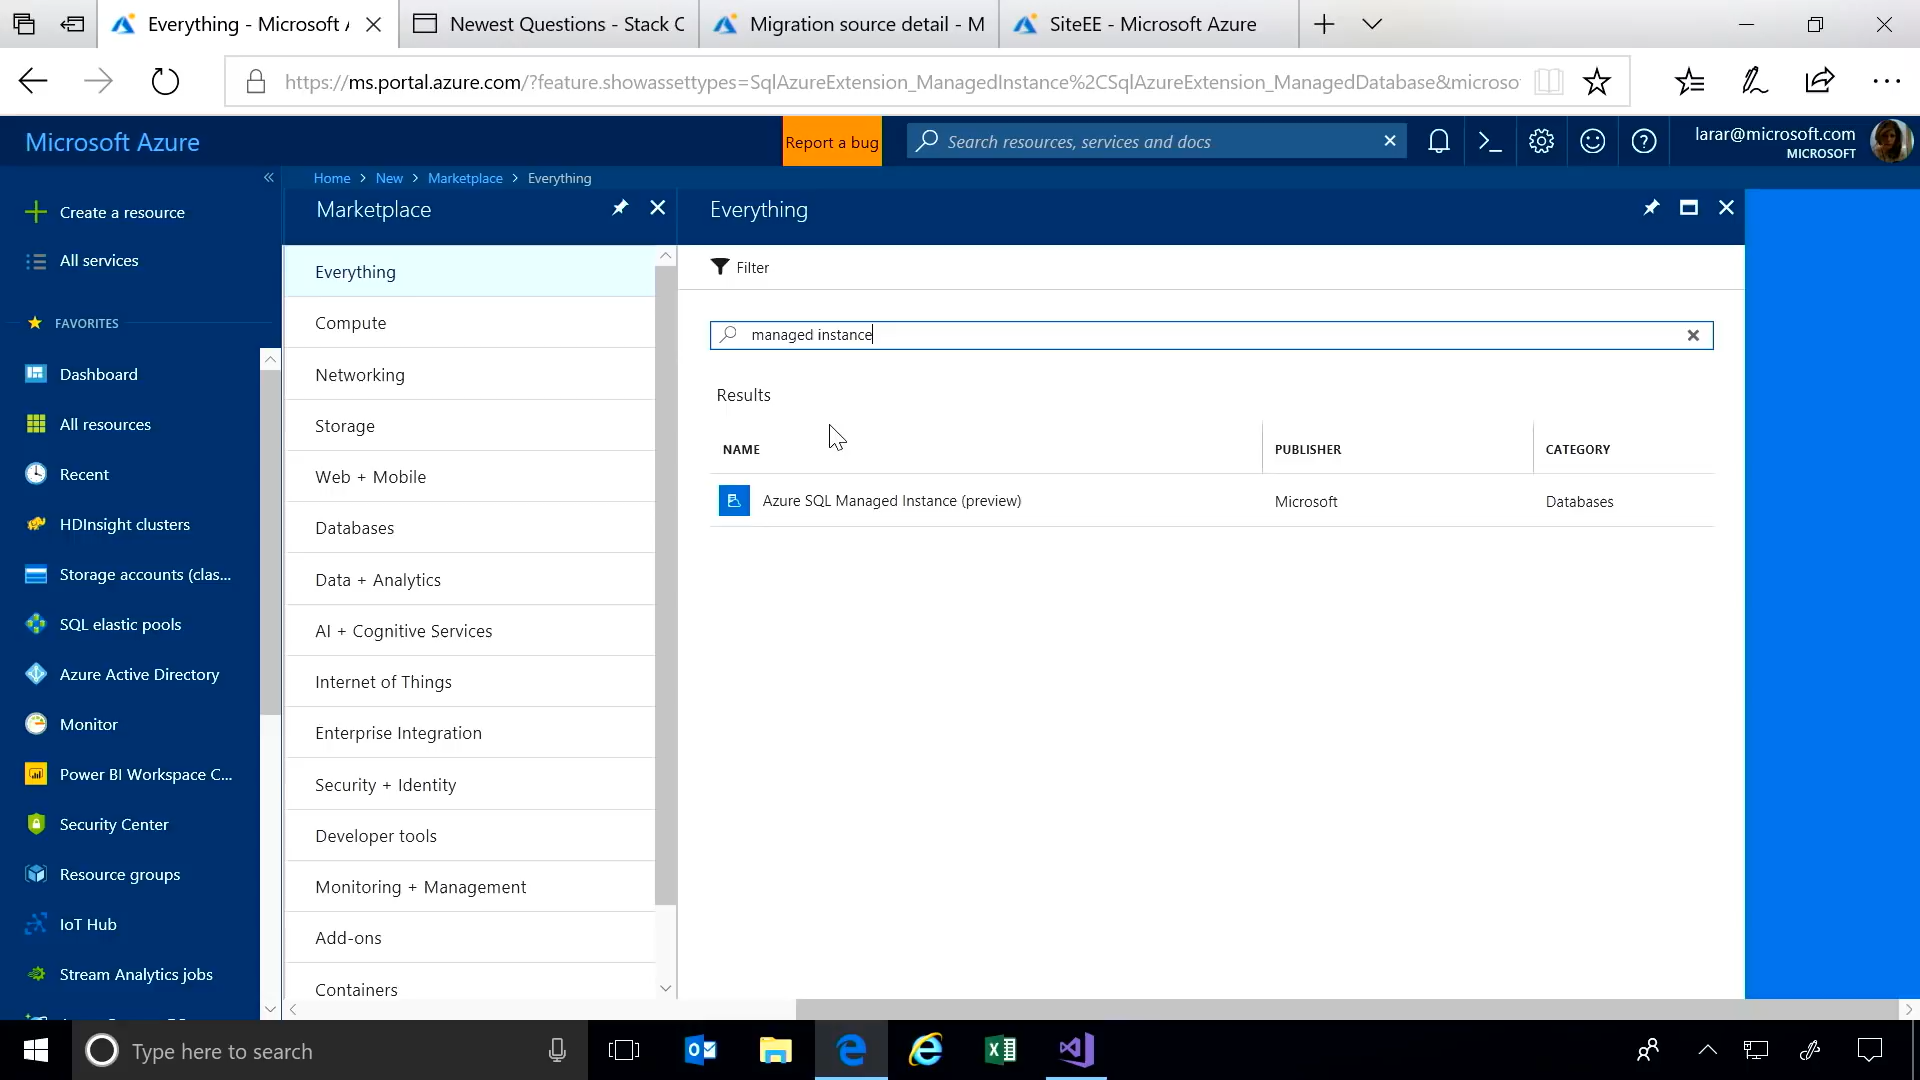 Everything - Microsoft A
Newest Questions - Stack C
Migration source detail - M
SiteEE - Microsoft Azure
https://ms.portal.azure.com/?feature.showassettypes=SqlAzureExtension_ManagedInstance%2CSqlAzureExtension_ManagedDatabase&microso
Microsoft Azure
Report a bug
Search resources, services and docs
larar@microsoft.com
MICROSOFT
Home > New > Marketplace > Everything
Create a resource
All services
FAVORITES
Dashboard
All resources
Recent
HDInsight clusters
Storage accounts (clas...
SQL elastic pools
Azure Active Directory
Monitor
Power BI Workspace C...
Security Center
Resource groups
IoT Hub
Stream Analytics jobs
Marketplace
Everything
Compute
Networking
Storage
Web + Mobile
Databases
Data + Analytics
AI + Cognitive Services
Internet of Things
Enterprise Integration
Security + Identity
Developer tools
Monitoring + Management
Add-ons
Containers
Everything
Filter
managed instance
Results
NAME PUBLISHER CATEGORY
Azure SQL Managed Instance (preview) Microsoft Databases
Type here to search